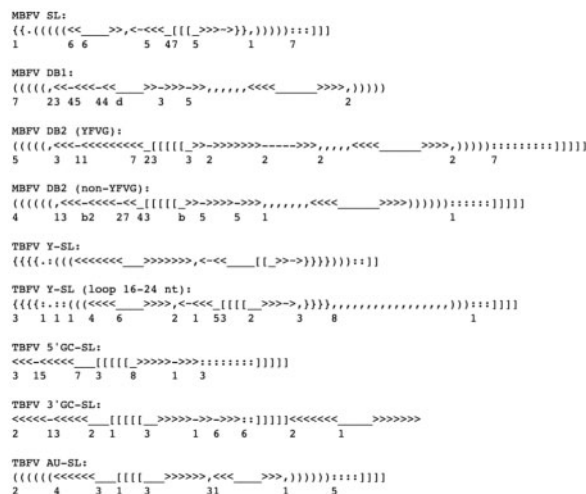 MBFV SL:
{{.(((((<<____>>,<-<<<_[[[_>>>->}},))))):::]]]
1 6 6 5 47 5 1 7
MBFV DB1:
(((((,<<-<<<-<<____>>->>>->>,,,,,,<<<<______>>>>,)))))
7 23 45 44 d 3 5 2
MBFV DB2 (YFVG):
(((((,<<<-<<<<<<<_[[[[[_>>->>>>>>>----->>>,,,,,<<<<______>>>>,))))):::::::::]]]]]
5 3 11 7 23 3 2 2 2 2 7
MBFV DB2 (non-YFVG):
((((((,<<<-<<<<-<<_[[[[[_>>->>>>->>>,,,,,,,<<<<______>>>>))))))::::::]]]]]
4 13 b2 27 43 b 5 5 1 1
TBFV Y-SL:
{{{{.:(((<<<<<<<___>>>>>>>,<-<<____[[_>>->}}}})))::]]
TBFV Y-SL (loop 16-24 nt):
{{{{:.::(((<<<<____>>>>,<-<<<_[[[[__>>>->,}}}},,,,,,,,,,,,,,,,,,))):::]]]]
3 1 1 1 4 6 2 1 53 2 3 8 1
TBFV 5'GC-SL:
<<<-<<<<<___[[[[[_>>>>>->>>::::::::]]]]]
3 15 7 3 8 1 3
TBFV 3'GC-SL:
<<<<<-<<<<<___[[[[[__>>>>>->>->>>::]]]]]<<<<<<<_____>>>>>>>
2 13 2 1 3 1 6 6 2 1
TBFV AU-SL:
((((((<<<<<<___[[[[__>>>>>>,<<<____>>>,))))))::::]]]]
2 4 3 1 3 31 1 5